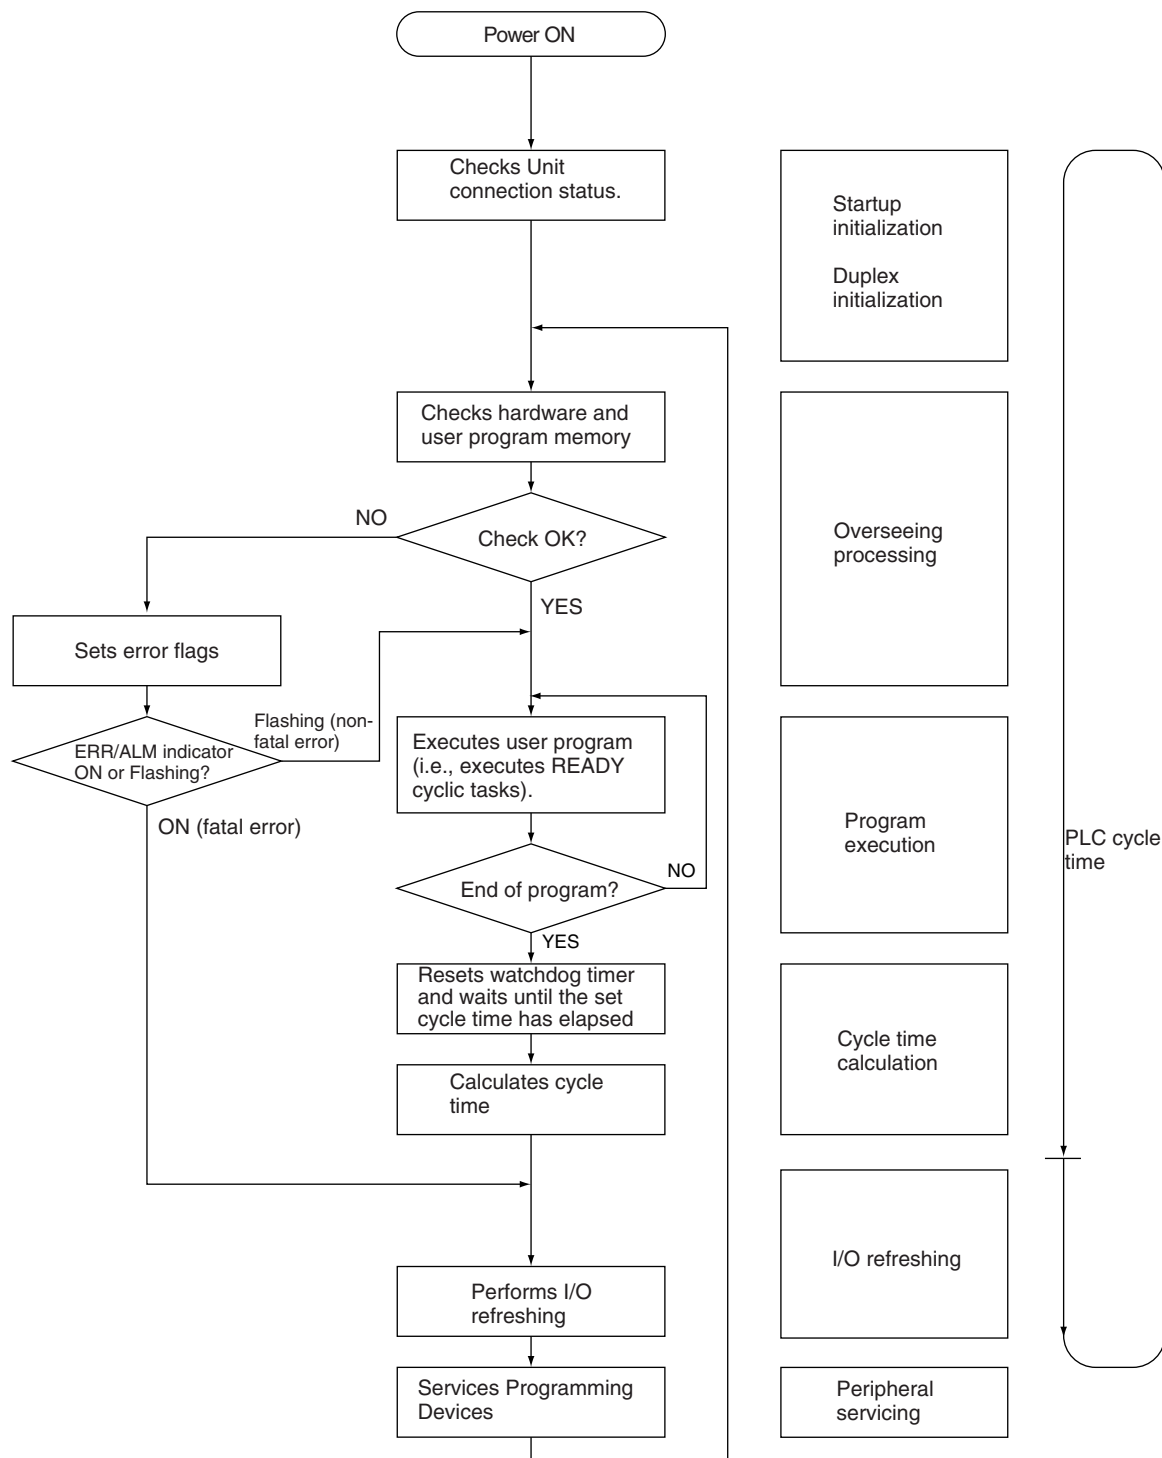 Power ON
Checks Unit
connection status.
Startup
initialization
Duplex
initialization
Checks hardware and
user program memory
NO
Check OK?
Overseeing
processing
YES
Sets error flags
Flashing (non-
fatal error)
ERR/ALM indicator
ON or Flashing?
Executes user program
(i.e., executes READY
cyclic tasks).
ON (fatal error)
Program
execution
PLC cycle
time
NO
End of program?
YES
Resets watchdog timer
and waits until the set
cycle time has elapsed
Cycle time
calculation
Calculates cycle
time
I/O refreshing
Performs I/O
refreshing
Services Programming
Devices
Peripheral
servicing